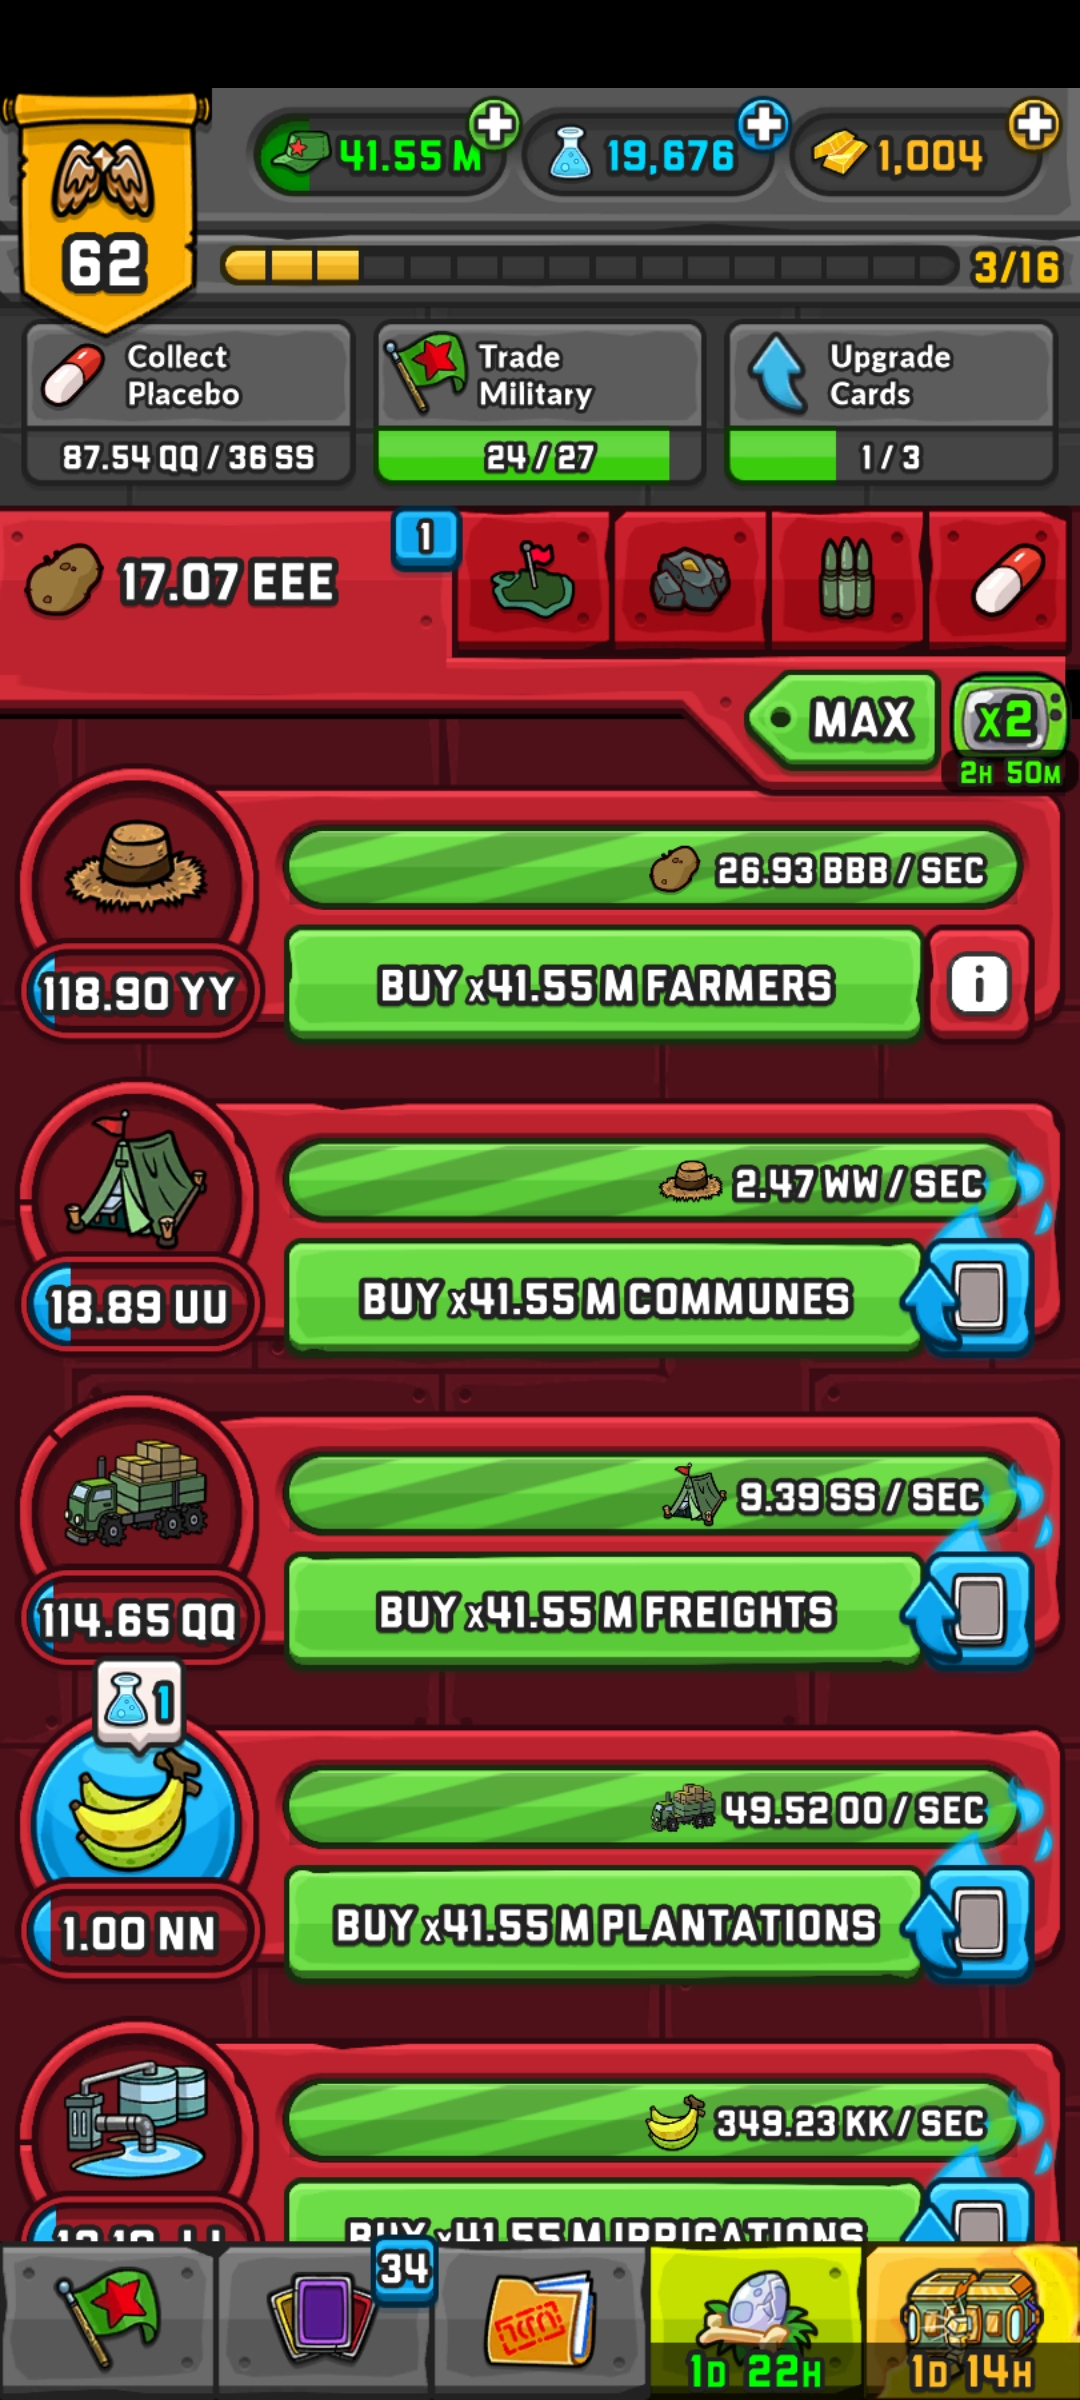 41.55 M
19,676
1,004
62
3/16
Collect
Placebo
87.54 QQ / 36 SS
Trade
Military
24 / 27
Upgrade
Cards
1 / 3
17.07 EEE
1
MAX
x2
2H 50M
26.93 BBB / SEC
118.90 YY
BUY x41.55 M FARMERS
i
2.47 WW / SEC
18.89 UU
BUY x41.55 M COMMUNES
9.39 SS / SEC
114.65 QQ
BUY x41.55 M FREIGHTS
1
49.52 OO / SEC
1.00 NN
BUY x41.55 M PLANTATIONS
349.23 KK / SEC
BUY x41.55 M IRRIGATIONS
34
1D 22H
1D 14H